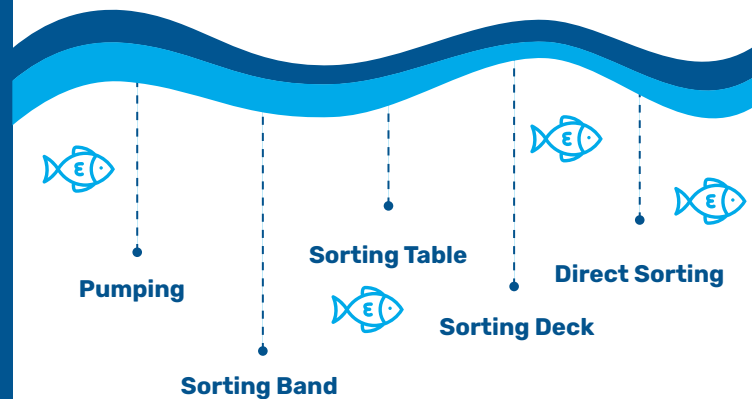 Pumping
Sorting Band
Sorting Table
Sorting Deck
Direct Sorting